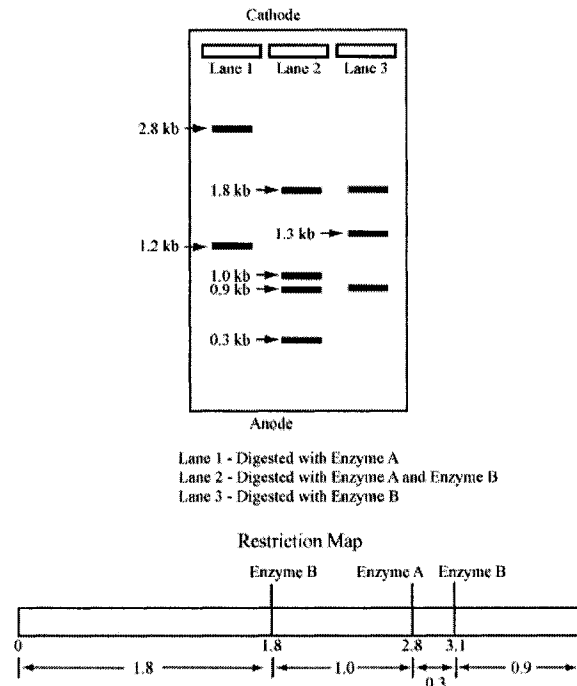 Cathode
Lane 1 Lane 2 Lane 3
2.8 kb
1.8 kb
1.3 kb
1.2 kb
1.0 kb
0.9 kb
0.3 kb
Anode
Lane 1 - Digested with Enzyme A
Lane 2 - Digested with Enzyme A and Enzyme B
Lane 3 - Digested with Enzyme B
Restriction Map
Enzyme B Enzyme A Enzyme B
0 1.8 2.8 3.1
1.8 1.0 0.3 0.9